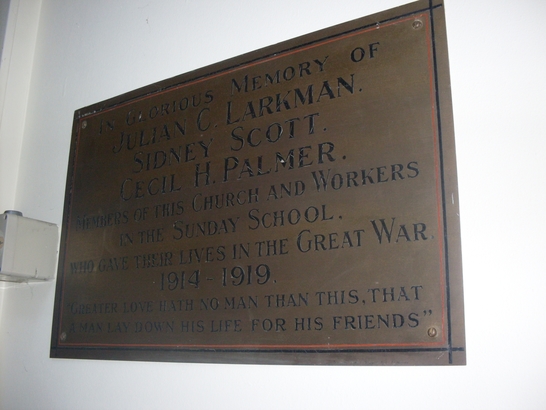 IN GLORIOUS MEMORY OF
JULIAN C. LARKMAN.
SIDNEY SCOTT.
CECIL H. PALMER.
MEMBERS OF THIS CHURCH AND WORKERS
IN THE SUNDAY SCHOOL.
WHO GAVE THEIR LIVES IN THE GREAT WAR
1914-1919.
"GREATER LOVE HATH NO MAN THAN THIS, THAT
A MAN LAY DOWN HIS LIFE FOR HIS FRIENDS"